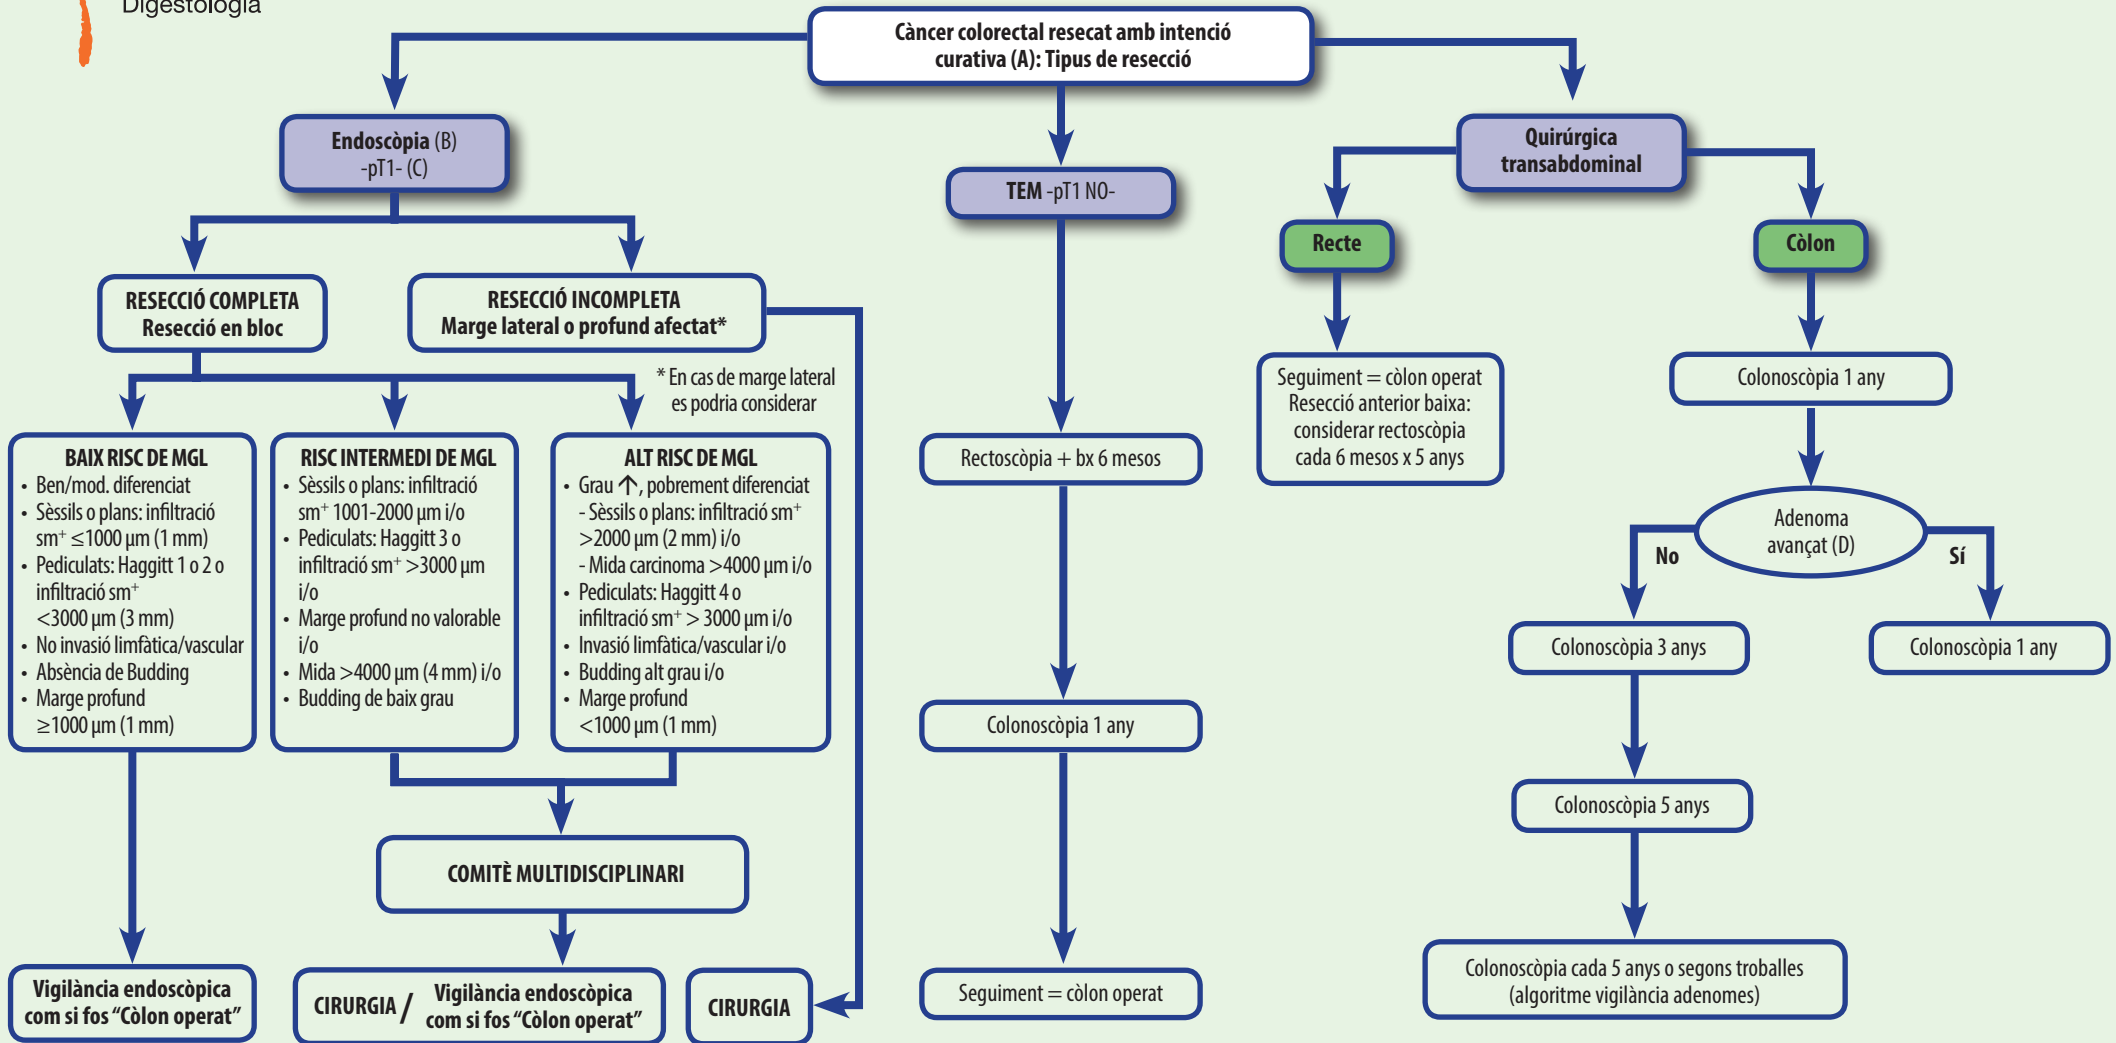 Digestologia
Càncer colorectal resecat amb intenció
curativa (A): Tipus de resecció
Endoscòpia (B)
-pT1- (C)
RESECCIÓ COMPLETA
Resecció en bloc
RESECCIÓ INCOMPLETA
Marge lateral o profund afectat*
* En cas de marge lateral
es podria considerar
BAIX RISC DE MGL
• Ben/mod. diferenciat
• Sèssils o plans: infiltració
sm+ ≤1000 µm (1 mm)
• Pediculats: Haggitt 1 o 2 o
infiltració sm+
<3000 µm (3 mm)
• No invasió limfàtica/vascular
• Absència de Budding
• Marge profund
≥1000 µm (1 mm)
RISC INTERMEDI DE MGL
• Sèssils o plans: infiltració
sm+ 1001-2000 µm i/o
• Pediculats: Haggitt 3 o
infiltració sm+ >3000 µm
i/o
• Marge profund no valorable
i/o
• Mida >4000 µm (4 mm) i/o
• Budding de baix grau
ALT RISC DE MGL
• Grau ↑, pobrement diferenciat
- Sèssils o plans: infiltració sm+
>2000 µm (2 mm) i/o
- Mida carcinoma >4000 µm i/o
• Pediculats: Haggitt 4 o
infiltració sm+ > 3000 µm i/o
• Invasió limfàtica/vascular i/o
• Budding alt grau i/o
• Marge profund
<1000 µm (1 mm)
COMITÈ MULTIDISCIPLINARI
Vigilància endoscòpica
com si fos “Còlon operat”
CIRURGIA / Vigilància endoscòpica
com si fos “Còlon operat”
CIRURGIA
TEM -pT1 NO-
Rectoscòpia + bx 6 mesos
Colonoscòpia 1 any
Seguiment = còlon operat
Quirúrgica
transabdominal
Recte
Seguiment = còlon operat
Resecció anterior baixa:
considerar rectoscòpia
cada 6 mesos x 5 anys
Còlon
Colonoscòpia 1 any
Adenoma
avançat (D)
No
Sí
Colonoscòpia 3 anys
Colonoscòpia 1 any
Colonoscòpia 5 anys
Colonoscòpia cada 5 anys o segons troballes
(algoritme vigilància adenomes)